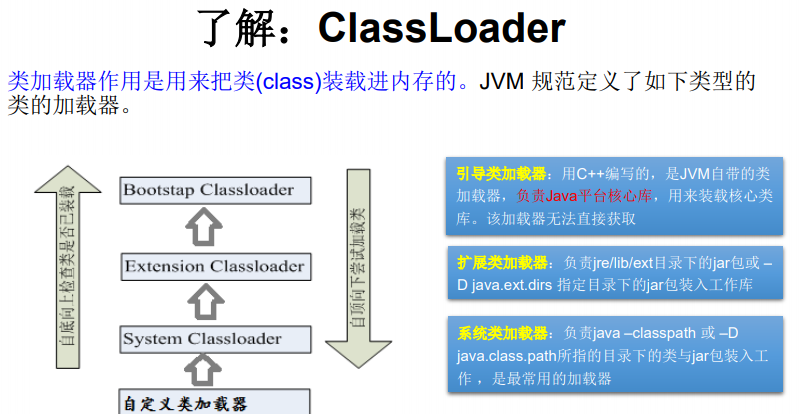 了解：ClassLoader
类加载器作用是用来把类(class)装载进内存的。JVM 规范定义了如下类型的
类的加载器。
自底向上检查类是否已装载
Bootstap Classloader
Extension Classloader
System Classloader
自定义类加载器
自顶向下尝试加载类
引导类加载器：用C++编写的，是JVM自带的类
加载器，负责Java平台核心库，用来装载核心类
库。该加载器无法直接获取
扩展类加载器：负责jre/lib/ext目录下的jar包或 –
D java.ext.dirs 指定目录下的jar包装入工作库
系统类加载器：负责java –classpath 或 –D
java.class.path所指的目录下的类与jar包装入工
作 ，是最常用的加载器